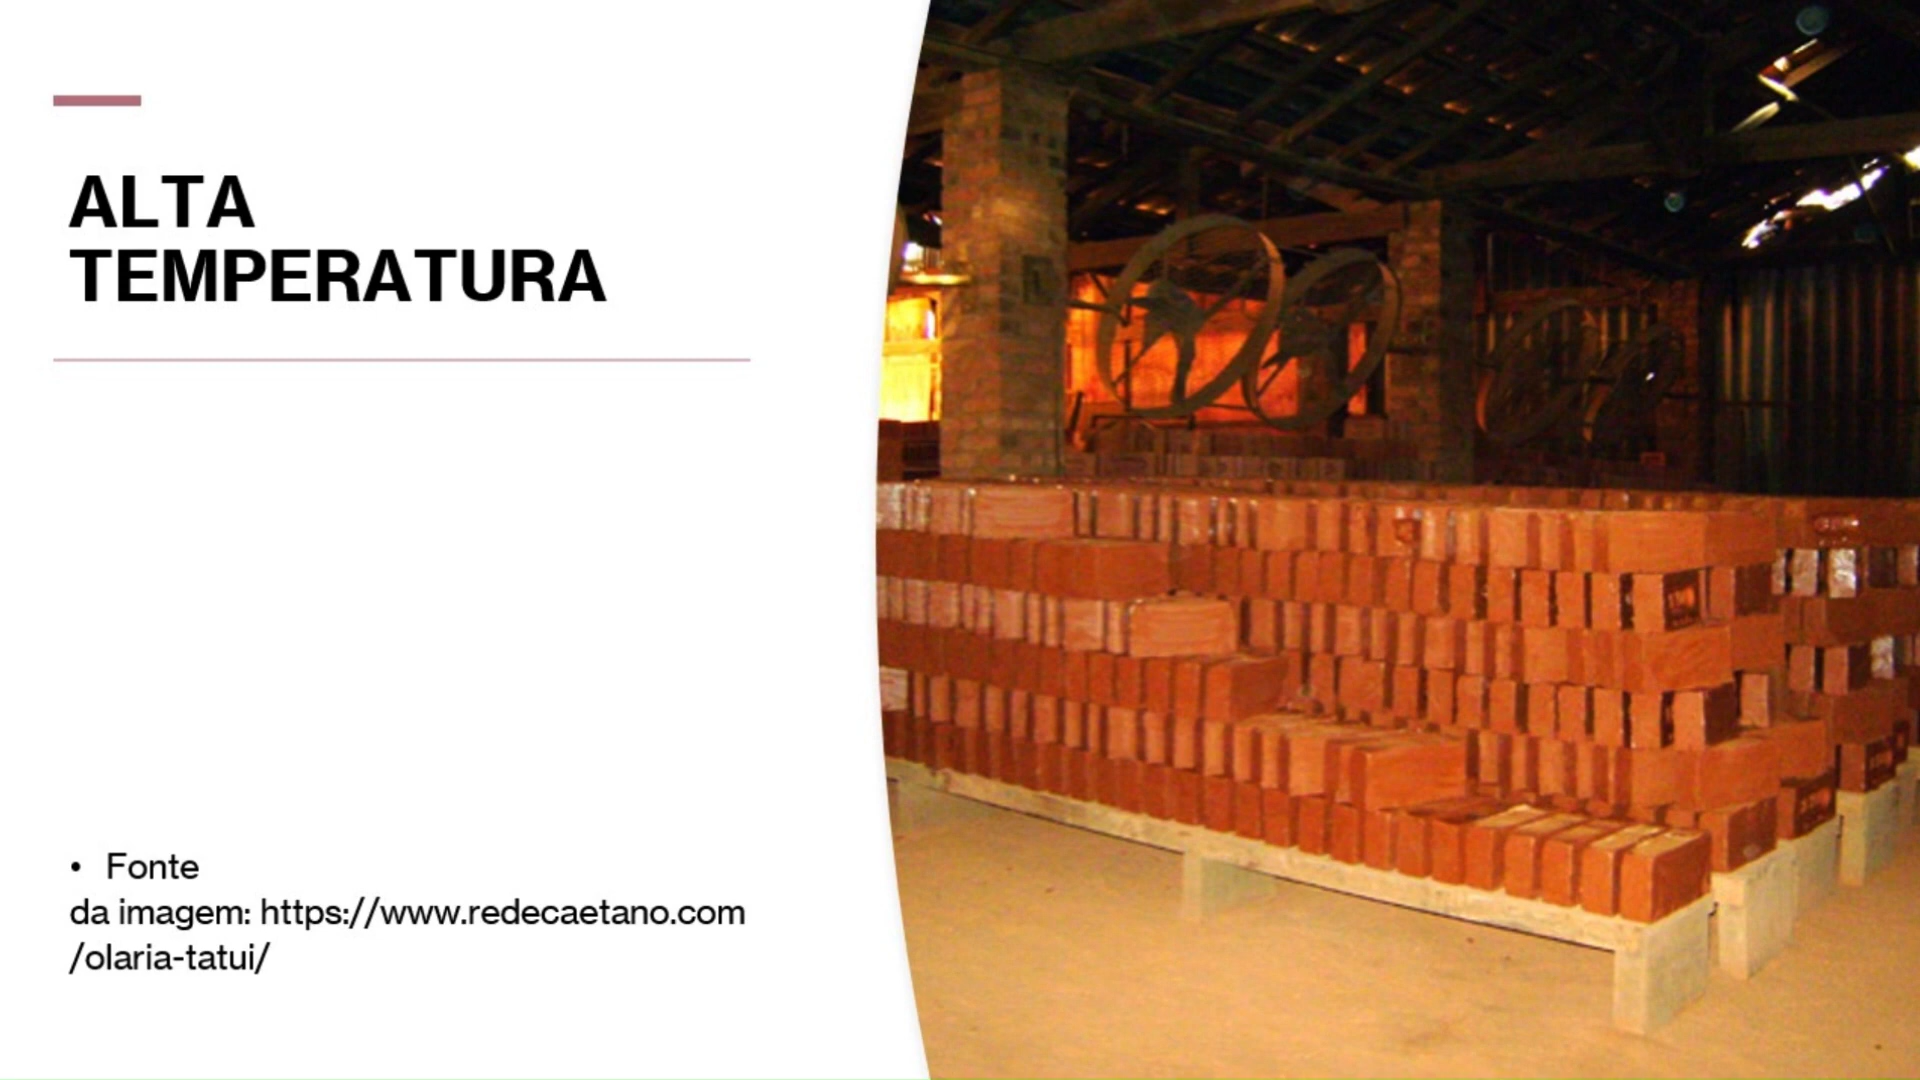 ALTA
TEMPERATURA
• Fonte
da imagem: https://www.redecaetano.com
/olaria-tatui/